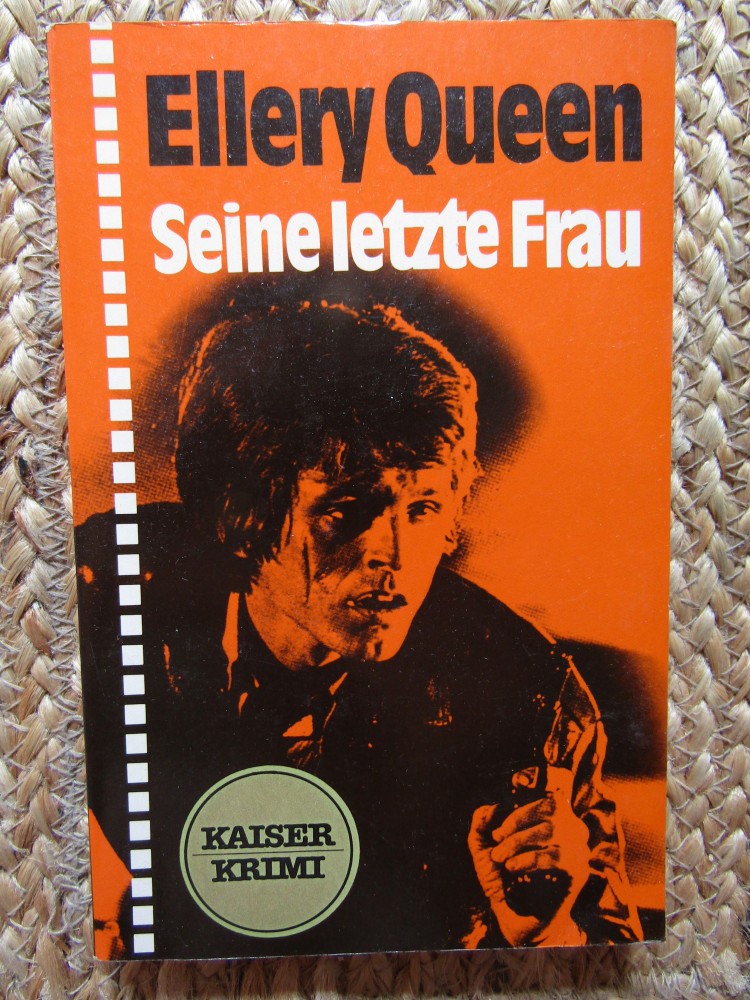 Ellery Queen
Seine letzte Frau
KAISER
KRIMI